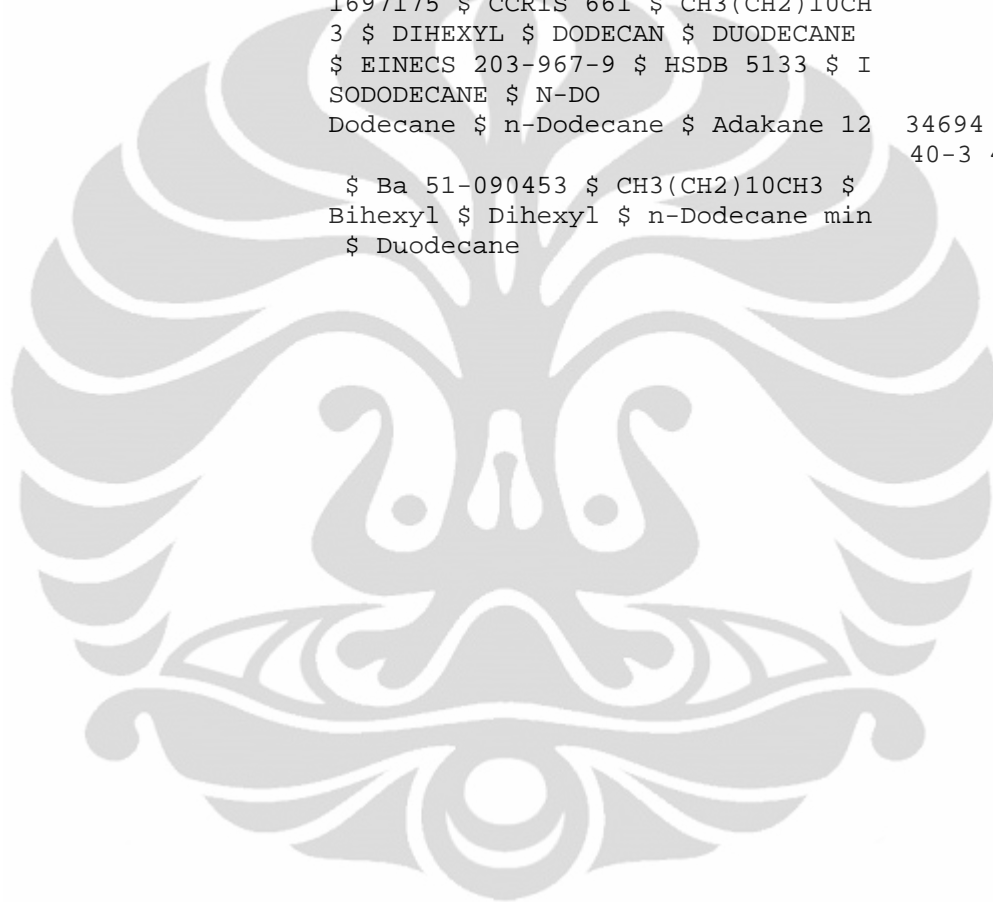 1697175 $ CCRIS 661 $ CH3(CH2)10CH
3 $ DIHEXYL $ DODECAN $ DUODECANE
$ EINECS 203-967-9 $ HSDB 5133 $ I
SODODECANE $ N-DO
Dodecane $ n-Dodecane $ Adakane 12 34694
40-3
$ Ba 51-090453 $ CH3(CH2)10CH3 $
Bihexyl $ Dihexyl $ n-Dodecane min
$ Duodecane